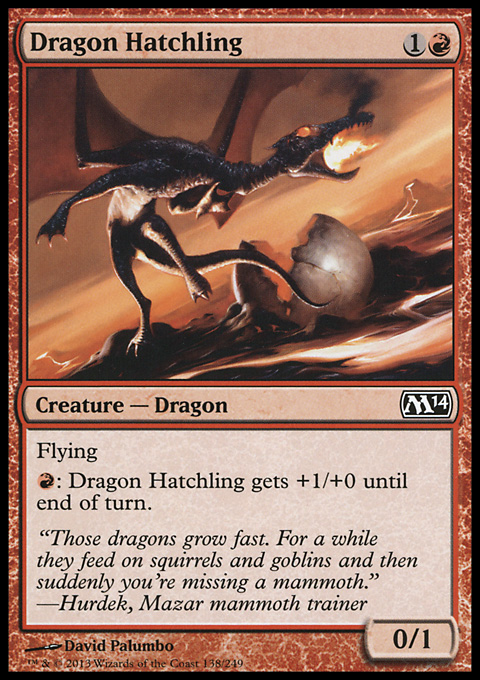 Dragon Hatchling 1
Creature — Dragon M14
Flying
: Dragon Hatchling gets +1/+0 until
end of turn.
“Those dragons grow fast. For a while
they feed on squirrels and goblins and then
suddenly you’re missing a mammoth.”
—Hurdek, Mazar mammoth trainer
David Palumbo
0/1
™ & © 2013 Wizards of the Coast 138/249